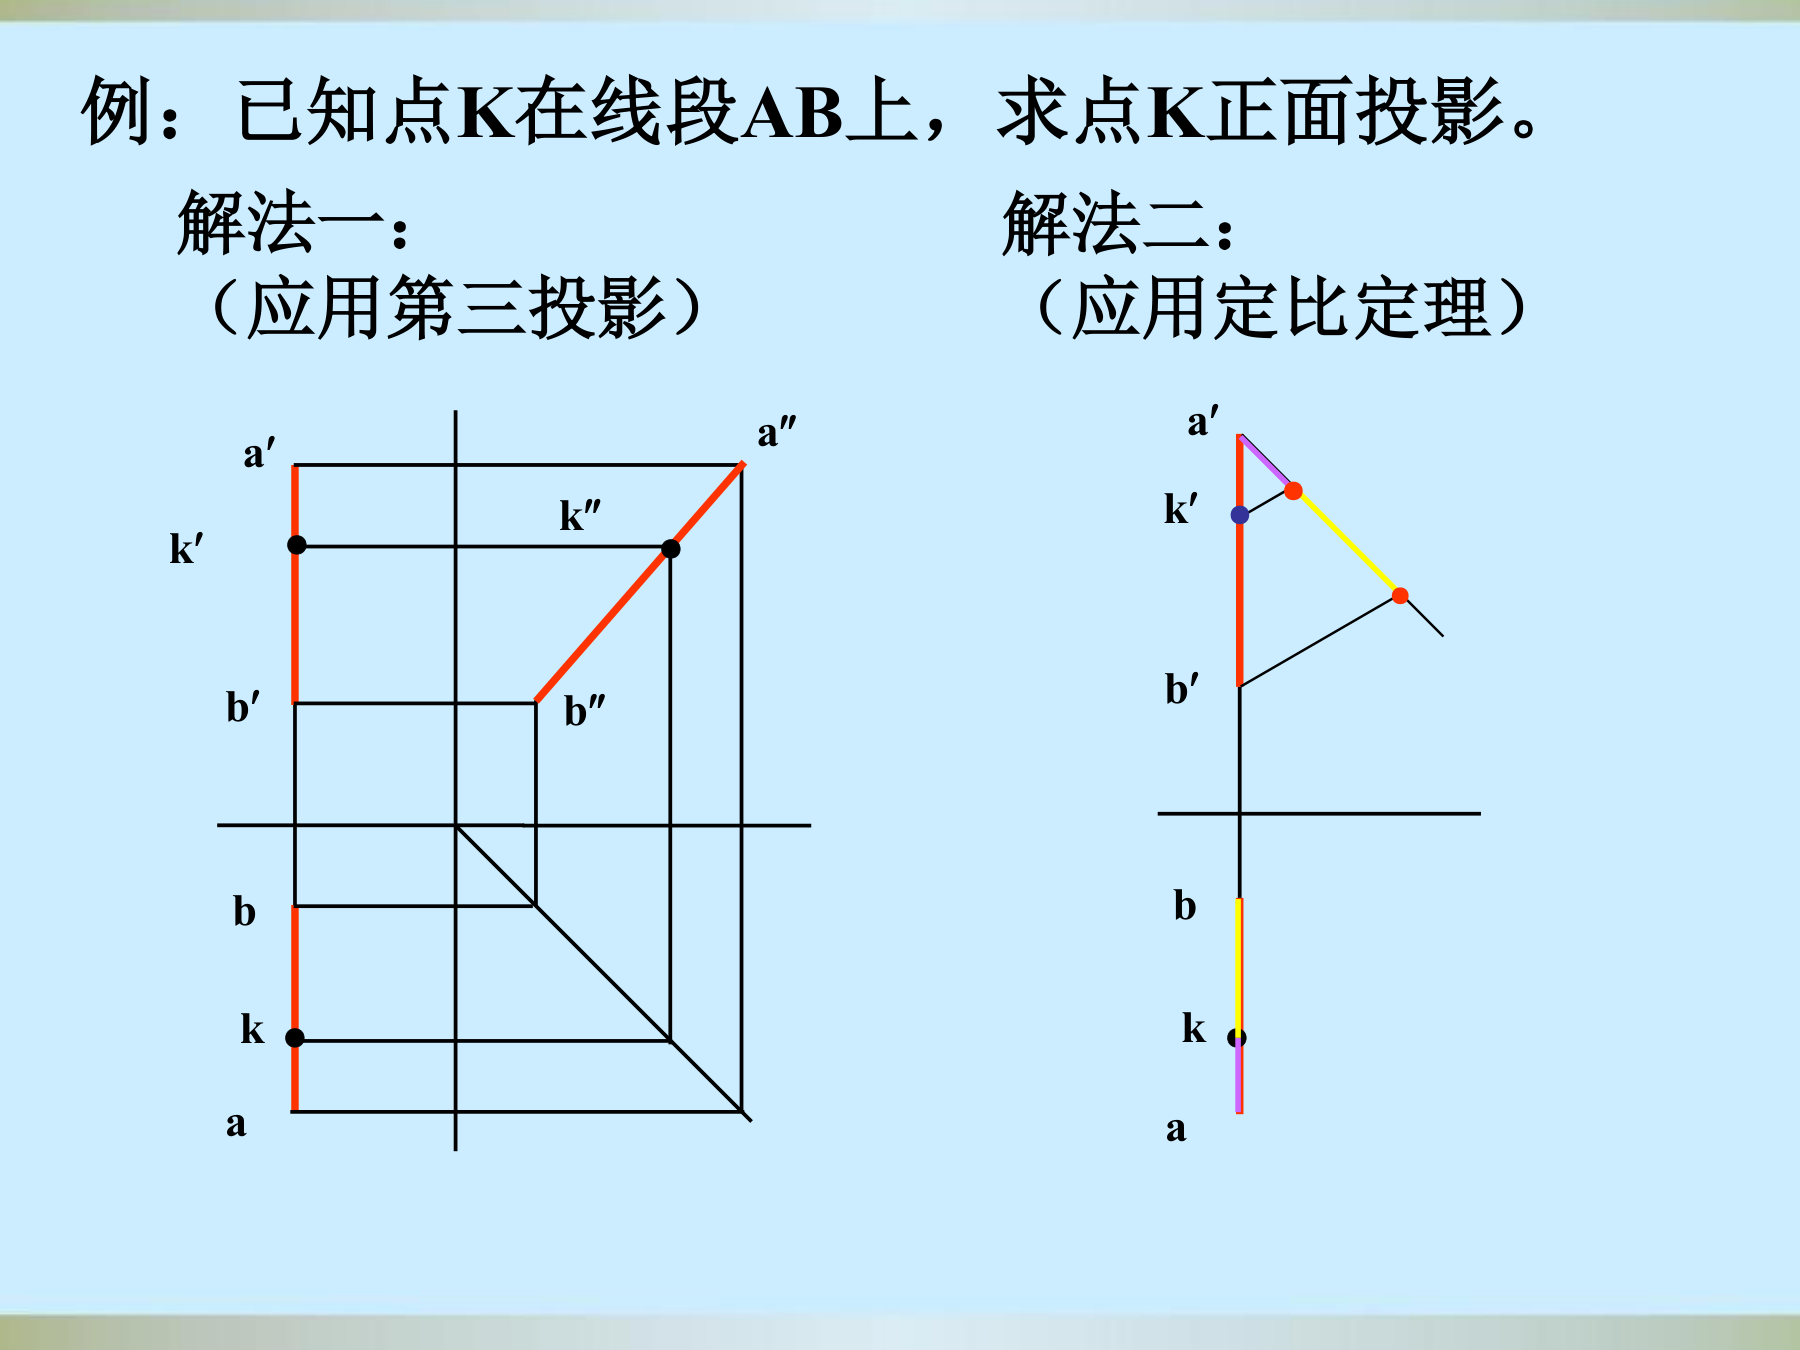 例：已知点K在线段AB上，求点K正面投影。
解法一：
（应用第三投影）
解法二：
（应用定比定理）
a′
a″
k″
k′
b′
b″
b
k
a
a′
k′
b′
b
k
a